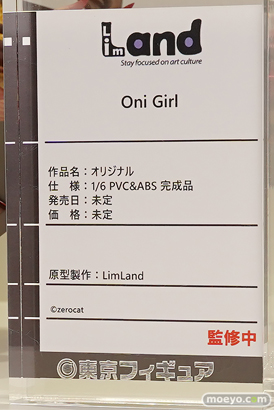 LimLand
Stay focused on art culture
Oni Girl
作品名：オリジナル
仕　様：1/6 PVC&ABS 完成品
発売日：未定
価　格：未定
原型製作：LimLand
©zerocat
監修中
東京フィギュア
moeyo.com